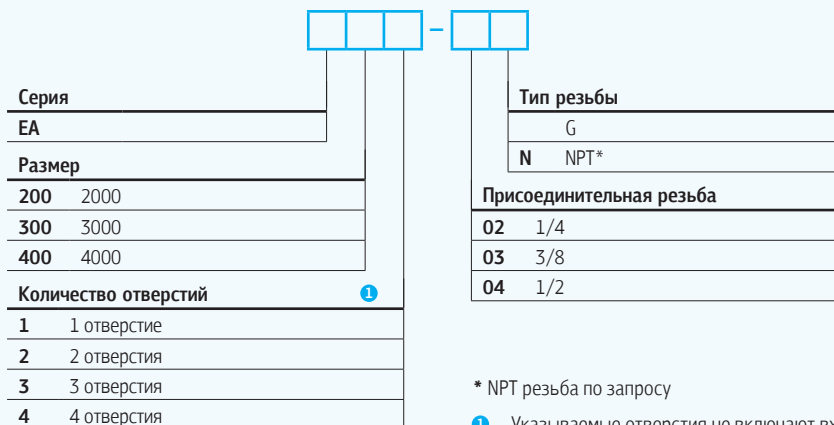 –
Серия
EA
Размер
200 2000
300 3000
400 4000
Количество отверстий 1
1 1 отверстие
2 2 отверстия
3 3 отверстия
4 4 отверстия
Тип резьбы
G
N NPT*
Присоединительная резьба
02 1/4
03 3/8
04 1/2
* NPT резьба по запросу
1 Указываемые отверстия не включают